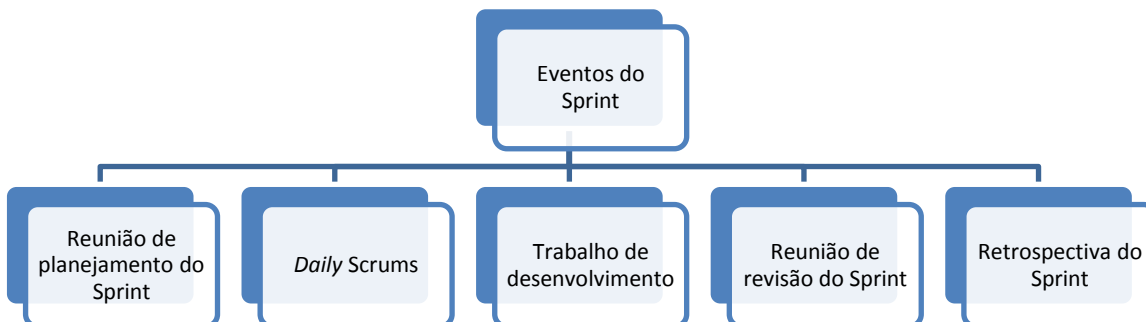 Eventos do
Sprint
Reunião de
planejamento do
Sprint
Daily Scrums
Trabalho de
desenvolvimento
Reunião de
revisão do Sprint
Retrospectiva do
Sprint